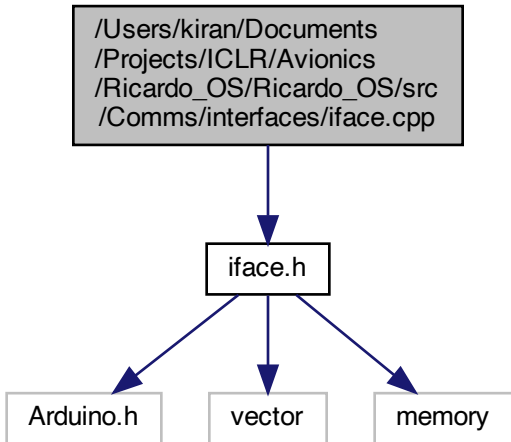 /Users/kiran/Documents
/Projects/ICLR/Avionics
/Ricardo_OS/Ricardo_OS/src
/Comms/interfaces/iface.cpp
iface.h
Arduino.h
vector
memory